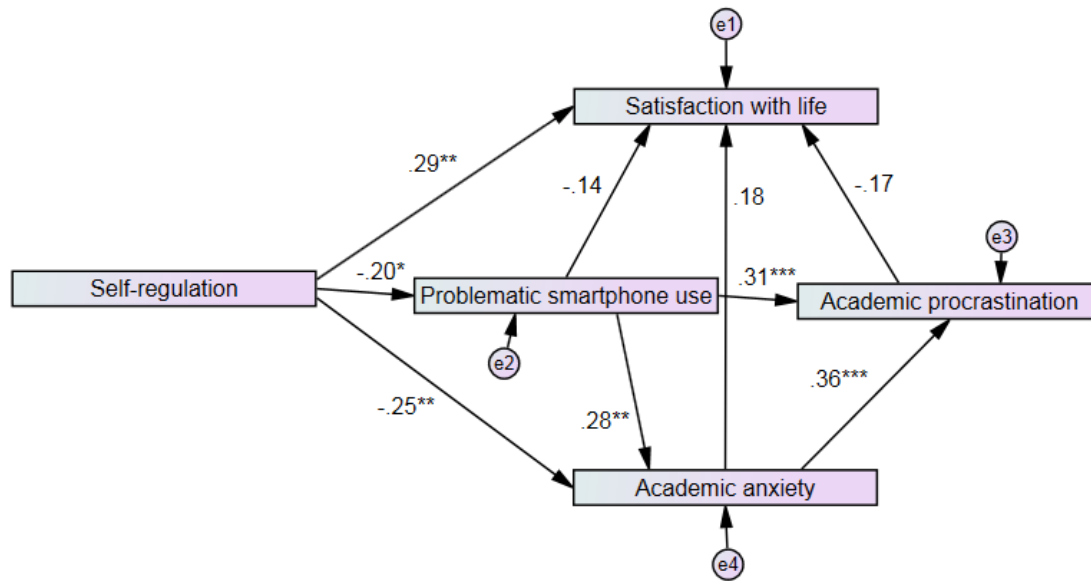 e1
Satisfaction with life
.29**
-.14
.18
-.17
e3
Self-regulation
-.20*
Problematic smartphone use
.31***
Academic procrastination
e2
-.25**
.28**
.36***
Academic anxiety
e4